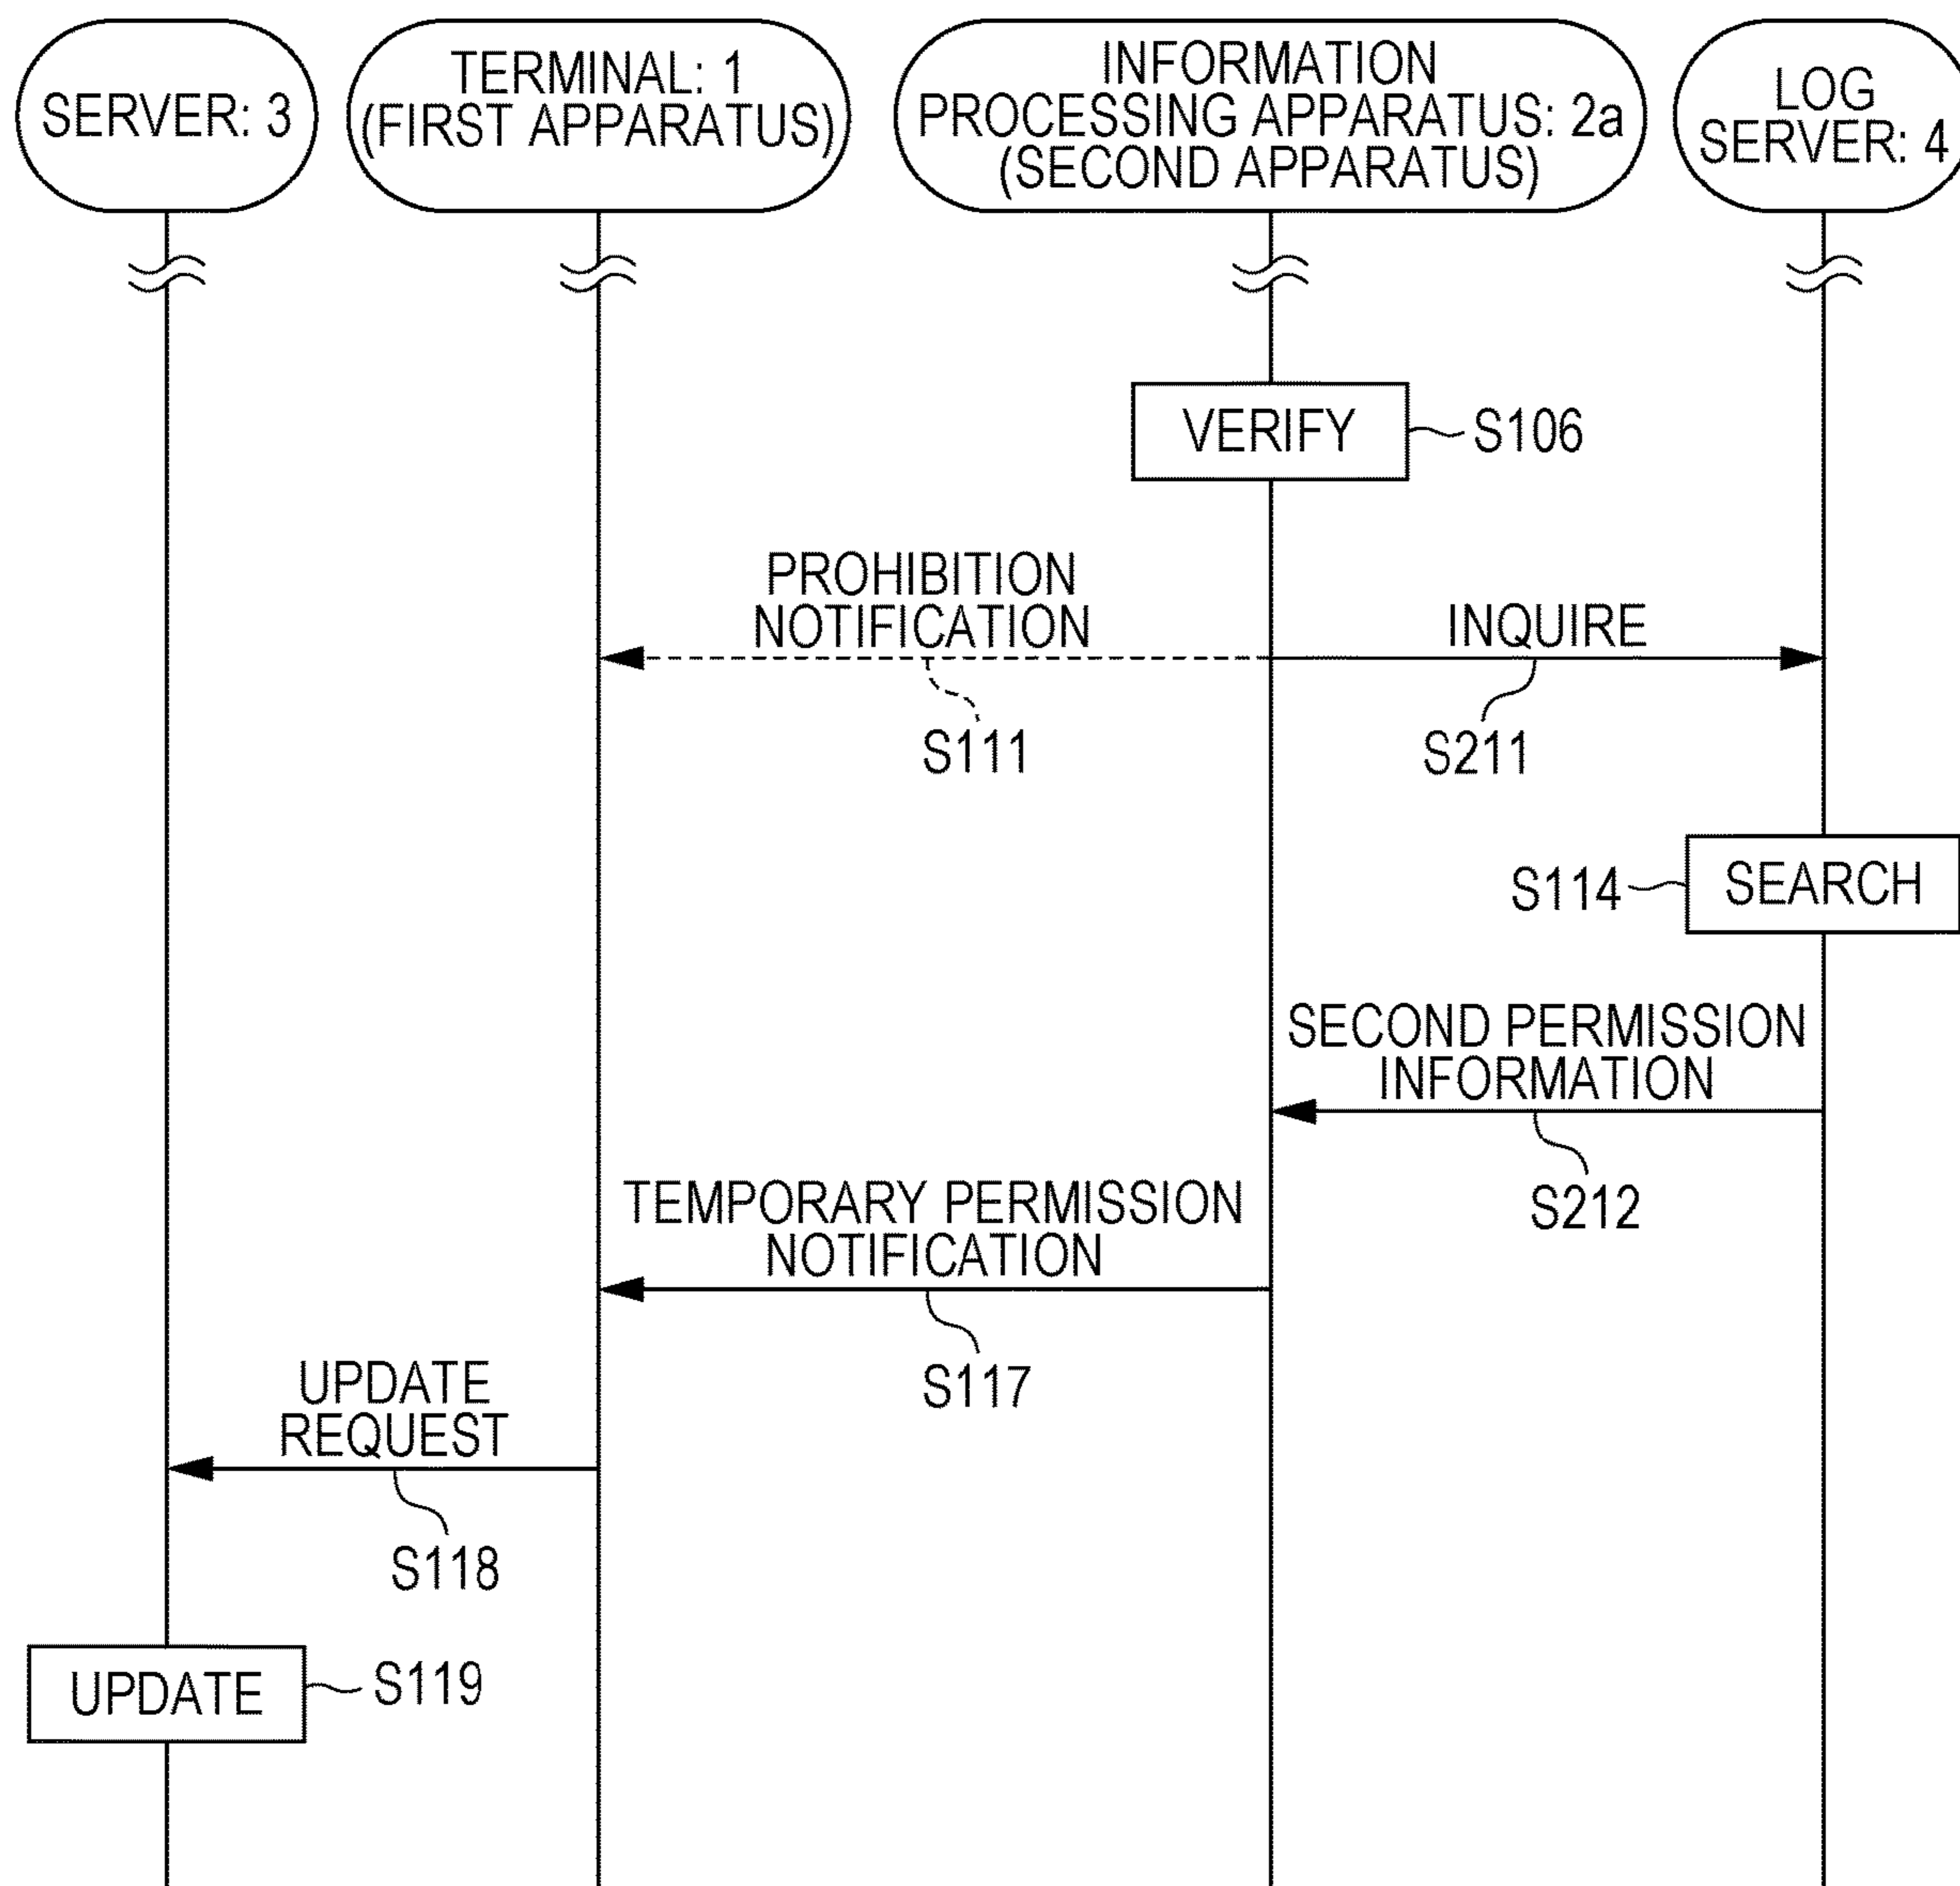 SERVER: 3
TERMINAL: 1
(FIRST APPARATUS)
INFORMATION
PROCESSING APPARATUS: 2a
(SECOND APPARATUS)
LOG
SERVER: 4
VERIFY
S106
PROHIBITION
NOTIFICATION
S111
INQUIRE
S211
S114
SEARCH
SECOND PERMISSION
INFORMATION
S212
TEMPORARY PERMISSION
NOTIFICATION
S117
UPDATE
REQUEST
S118
UPDATE
S119